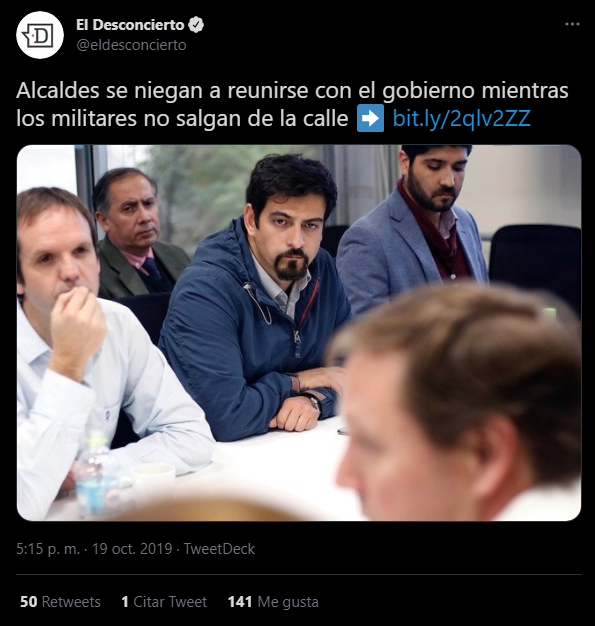 El Desconcierto
@eldesconcierto
Alcaldes se niegan a reunirse con el gobierno mientras
los militares no salgan de la calle ➡️ bit.ly/2qlv2ZZ
5:15 p. m. · 19 oct. 2019 · TweetDeck
50 Retweets 1 Citar Tweet 141 Me gusta